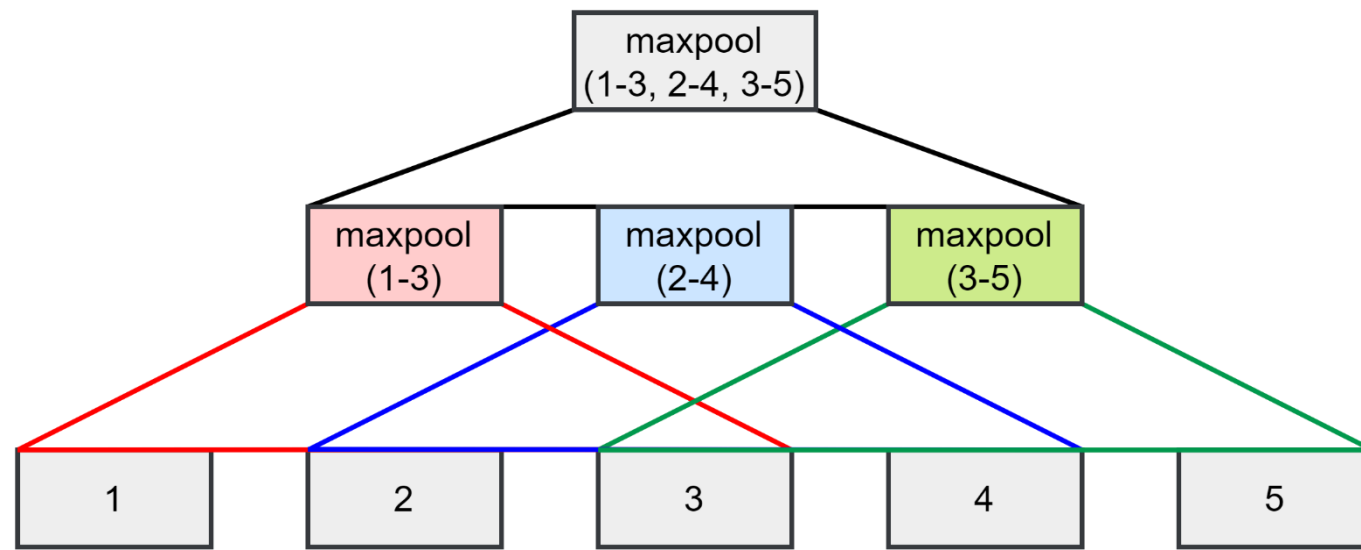 maxpool
(1-3, 2-4, 3-5)
maxpool
(1-3)
maxpool
(2-4)
maxpool
(3-5)
1
2
3
4
5